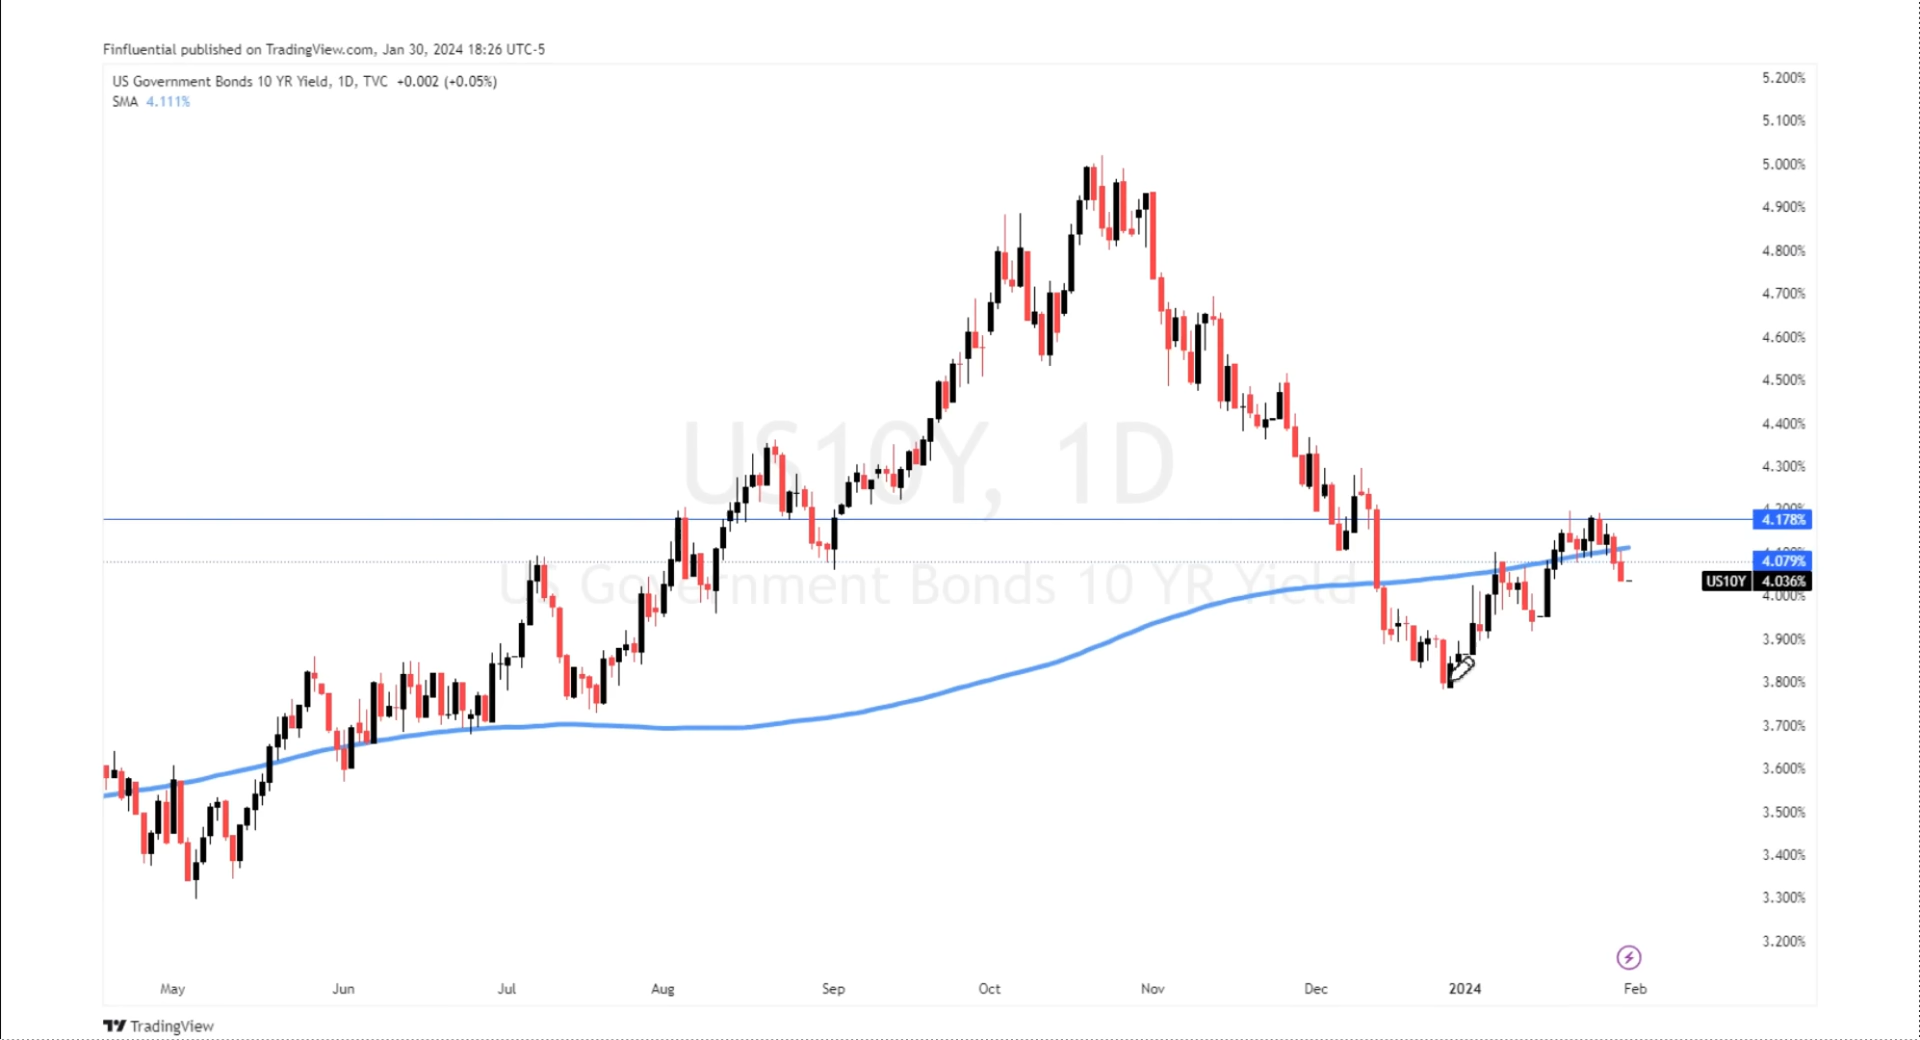 Finfluential published on TradingView.com, Jan 30, 2024 18:26 UTC-5
US Government Bonds 10 YR Yield, 1D, TVC +0.002 (+0.05%)
SMA 4.111%
5.200%
5.100%
5.000%
4.900%
4.800%
4.700%
4.600%
4.500%
4.400%
4.300%
4.200%
4.178%
4.079%
US10Y 4.036%
4.000%
3.900%
3.800%
3.700%
3.600%
3.500%
3.400%
3.300%
3.200%
US10Y, 1D
US Government Bonds 10 YR Yield
May Jun Jul Aug Sep Oct Nov Dec 2024 Feb
TradingView